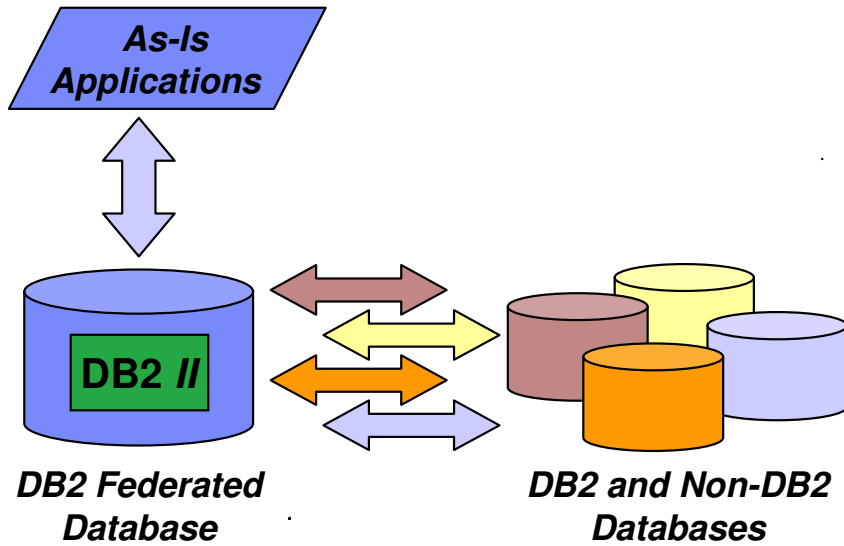 As-Is
Applications
DB2 II
DB2 Federated
Database
DB2 and Non-DB2
Databases